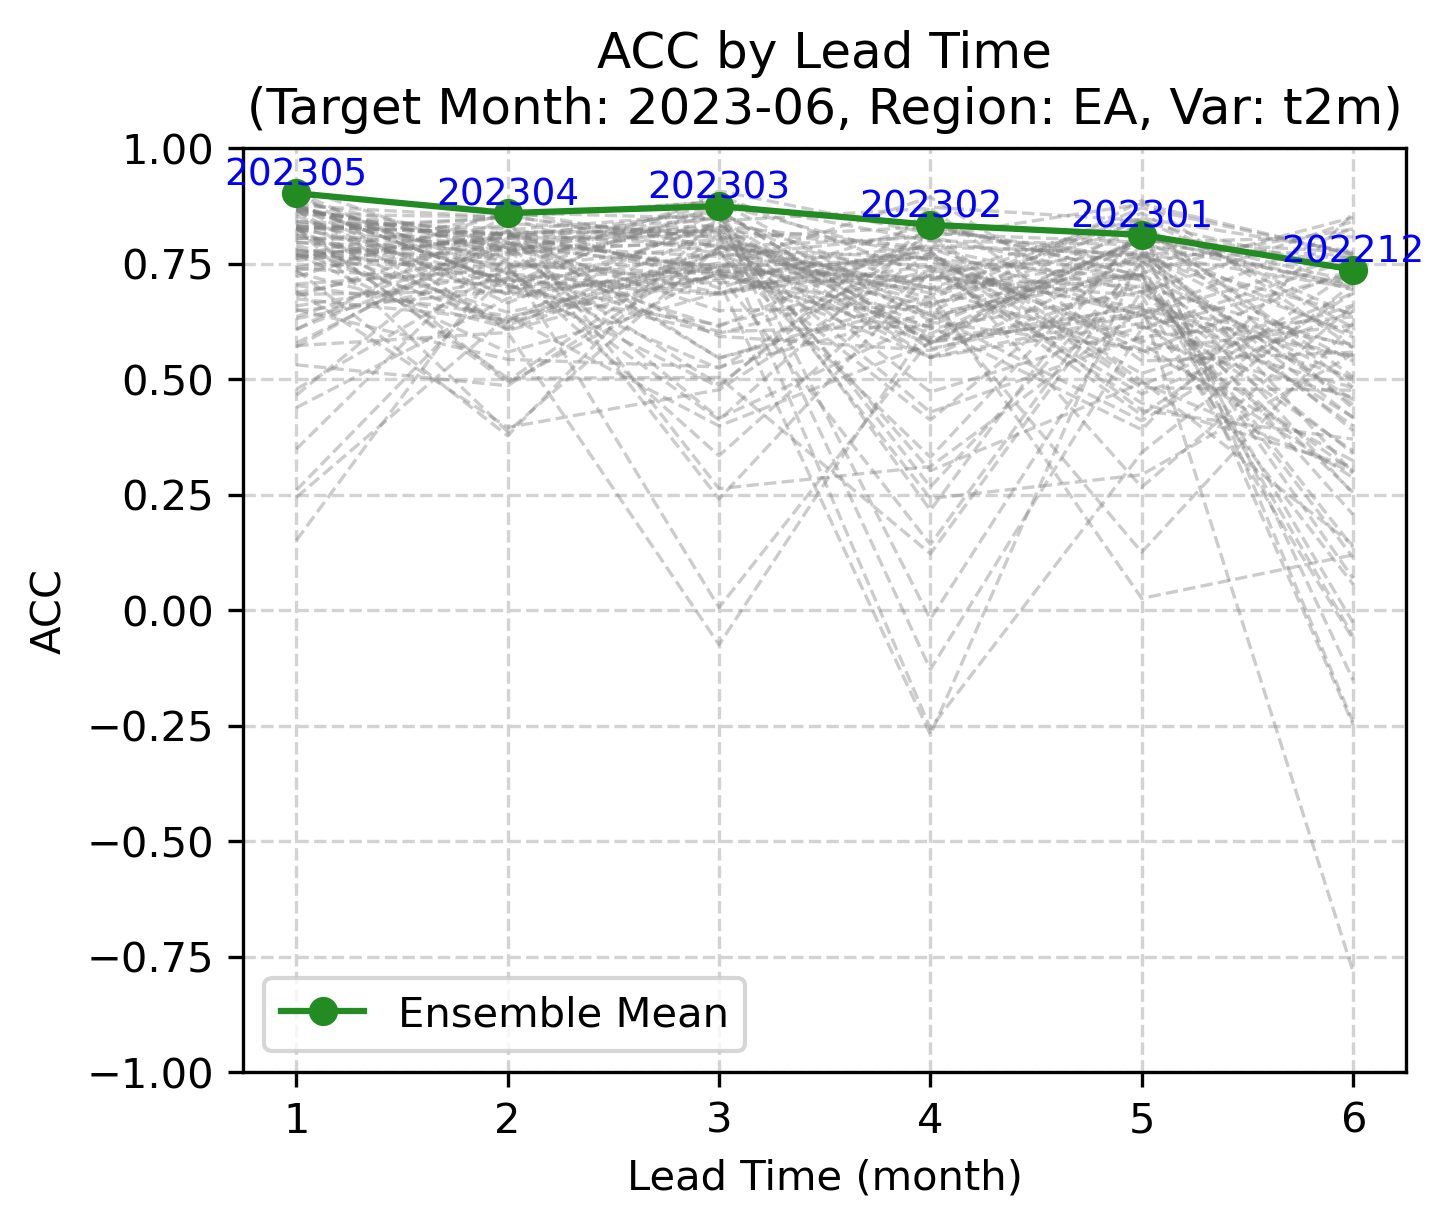 ACC by Lead Time
(Target Month: 2023-06, Region: EA, Var: t2m)
1.00
0.75
0.50
0.25
0.00
−0.25
−0.50
−0.75
−1.00
ACC
202305
202304
202303
202302
202301
202212
Ensemble Mean
1 2 3 4 5 6
Lead Time (month)